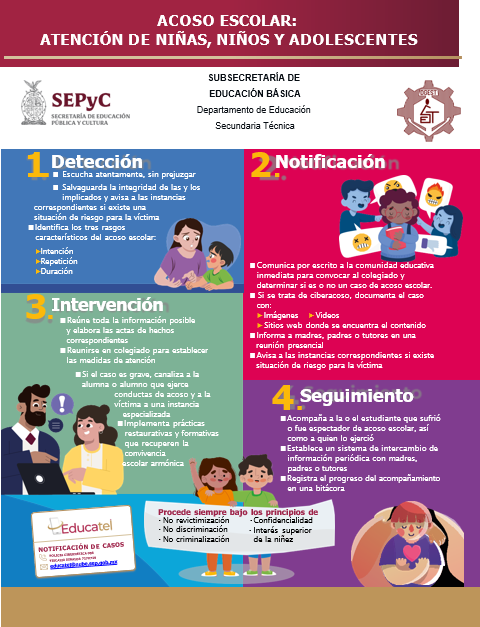 ACOSO ESCOLAR:
ATENCIÓN DE NIÑAS, NIÑOS Y ADOLESCENTES
SEPyC
SECRETARÍA DE EDUCACIÓN
PÚBLICA Y CULTURA
SUBSECRETARÍA DE
EDUCACIÓN BÁSICA
Departamento de Educación
Secundaria Técnica
1. Detección
Escucha atentamente, sin prejuzgar
Salvaguarda la integridad de las y los
implicados y avisa a las instancias
correspondientes si existe una
situación de riesgo para la víctima
Identifica los tres rasgos
característicos del acoso escolar:
Intención
Repetición
Duración
2. Notificación
Comunica por escrito a la comunidad educativa
inmediata para convocar al colegiado y
determinar si es o no un caso de acoso escolar.
Si se trata de ciberacoso, documenta el caso
con:
Imágenes Videos
Sitios web donde se encuentra el contenido
Informa a madres, padres o tutores en una
reunión presencial
Avisa a las instancias correspondientes si existe
situación de riesgo para la víctima
3. Intervención
Reúne toda la información posible
y elabora las actas de hechos
correspondientes
Reunirse en colegiado para establecer
las medidas de atención
Si el caso es grave, canaliza a la
alumna o alumno que ejerce
conductas de acoso y a la
víctima a una instancia
especializada
Implementa prácticas
restaurativas y formativas
que recuperen la
convivencia
escolar armónica
4. Seguimiento
Acompaña a la o el estudiante que sufrió
o fue espectador de acoso escolar, así
como a quien lo ejerció
Establece un sistema de intercambio de
información periódica con madres,
padres o tutores
Registra el progreso del acompañamiento
en una bitácora
Educatel
NOTIFICACIÓN DE CASOS
educatel@nube.sep.gob.mx
Procede siempre bajo los principios de
· No revictimización
· No discriminación
· No criminalización
· Confidencialidad
· Interés superior
de la niñez